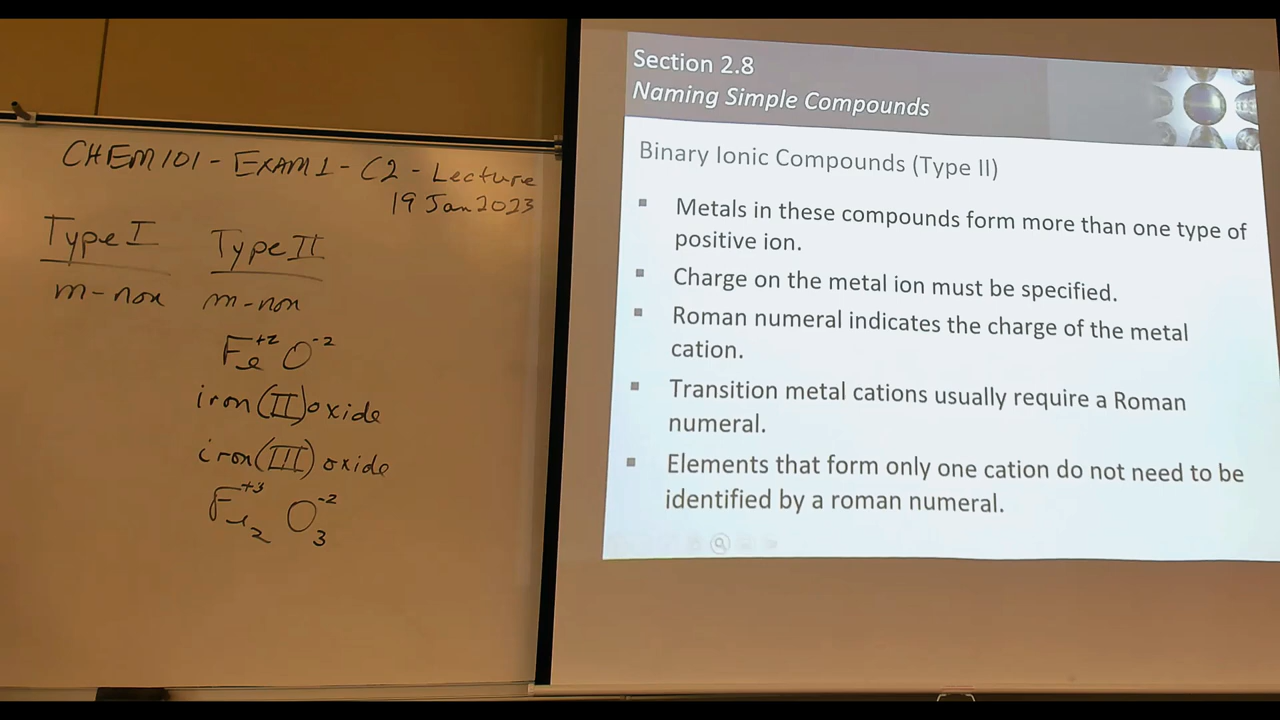 CHEM 101 - EXAM 1 - C2 - Lecture
19 Jan 2023
Type I Type II
m-non m-non
Fe+2 O-2
iron(II)oxide
iron(III) oxide
Fe2+3 O3-2
Section 2.8
Naming Simple Compounds
Binary Ionic Compounds (Type II)
▪ Metals in these compounds form more than one type of
positive ion.
▪ Charge on the metal ion must be specified.
▪ Roman numeral indicates the charge of the metal
cation.
▪ Transition metal cations usually require a Roman
numeral.
▪ Elements that form only one cation do not need to be
identified by a roman numeral.